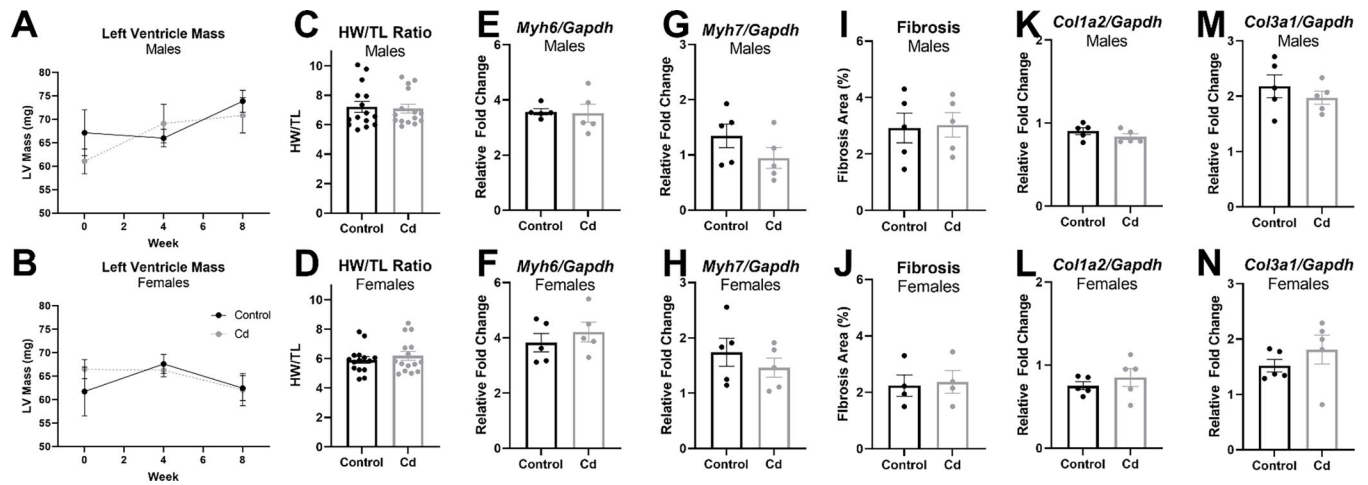 A
Left Ventricle Mass
Males
LV Mass (mg)
75
70
65
60
55
50
0
2
4
6
8
Week
C
HW/TL Ratio
Males
HW/TL
10
8
6
4
2
0
Control
Cd
E
Myh6/Gapdh
Males
Relative Fold Change
6
4
2
0
Control
Cd
G
Myh7/Gapdh
Males
Relative Fold Change
3
2
1
0
Control
Cd
I
Fibrosis
Males
Fibrosis Area (%)
6
4
2
0
Control
Cd
K
Col1a2/Gapdh
Males
Relative Fold Change
2
1
0
Control
Cd
M
Col3a1/Gapdh
Males
Relative Fold Change
3
2
1
0
Control
Cd
B
Left Ventricle Mass
Females
Control
Cd
LV Mass (mg)
80
75
70
65
60
55
50
0
2
4
6
8
Week
D
HW/TL Ratio
Females
HW/TL
10
8
6
4
2
0
Control
Cd
F
Myh6/Gapdh
Females
Relative Fold Change
6
4
2
0
Control
Cd
H
Myh7/Gapdh
Females
Relative Fold Change
3
2
1
0
Control
Cd
J
Fibrosis
Females
FIbrosis Area (%)
6
4
2
0
Control
Cd
L
Col1a2/Gapdh
Females
Relative Fold Change
2
1
0
Control
Cd
N
Col3a1/Gapdh
Females
Relative Fold Change
3
2
1
0
Control
Cd